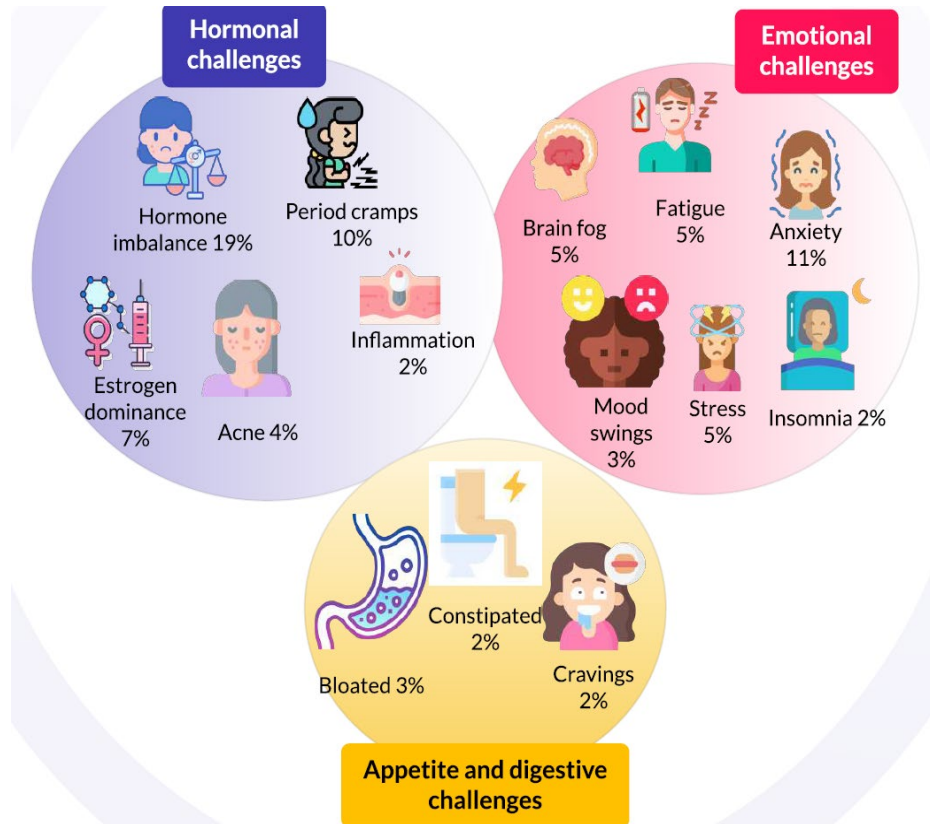 Hormonal
challenges
Hormone
imbalance 19%
Period cramps
10%
Estrogen
dominance
7%
Acne 4%
Inflammation
2%
Emotional
challenges
Brain fog
5%
Fatigue
5%
Anxiety
11%
Mood
swings
3%
Stress
5%
Insomnia 2%
Bloated 3%
Constipated
2%
Cravings
2%
Appetite and digestive
challenges